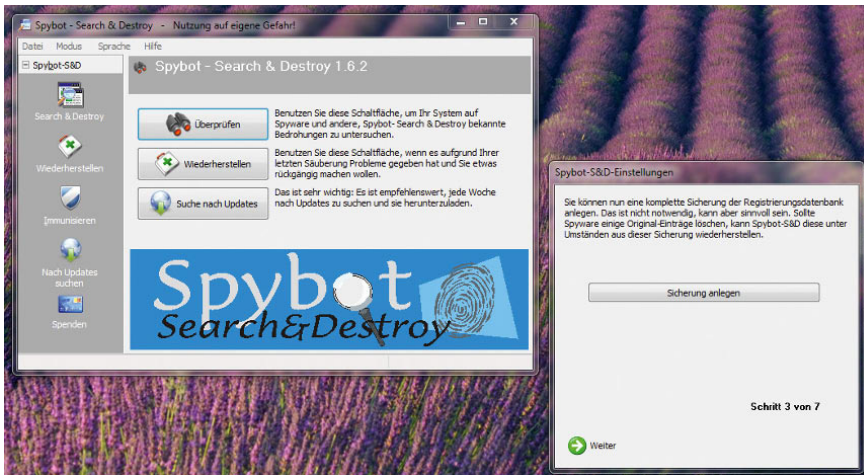 Spybot - Search & Destroy - Nutzung auf eigene Gefahr!
Datei Modus Sprache Hilfe
Spybot-S&D
Search & Destroy
Wiederherstellen
Immunisieren
Nach Updates
suchen
Spenden
Spybot - Search & Destroy 1.6.2
Überprüfen
Benutzen Sie diese Schaltfläche, um Ihr System auf
Spyware und andere, Spybot- Search & Destroy bekannte
Bedrohungen zu untersuchen.
Wiederherstellen
Benutzen Sie diese Schaltfläche, wenn es aufgrund Ihrer
letzten Säuberung Probleme gegeben hat und Sie etwas
rückgängig machen wollen.
Suche nach Updates
Das ist sehr wichtig: Es ist empfehlenswert, jede Woche
nach Updates zu suchen und sie herunterzuladen.
Spybot
Search&Destroy
Spybot-S&D-Einstellungen
Sie können nun eine komplette Sicherung der Registrierungsdatenbank
anlegen. Das ist nicht notwendig, kann aber sinnvoll sein. Sollte
Spyware einige Original-Einträge löschen, kann Spybot-S&D diese unter
Umständen aus dieser Sicherung wiederherstellen.
Sicherung anlegen
Schritt 3 von 7
Weiter